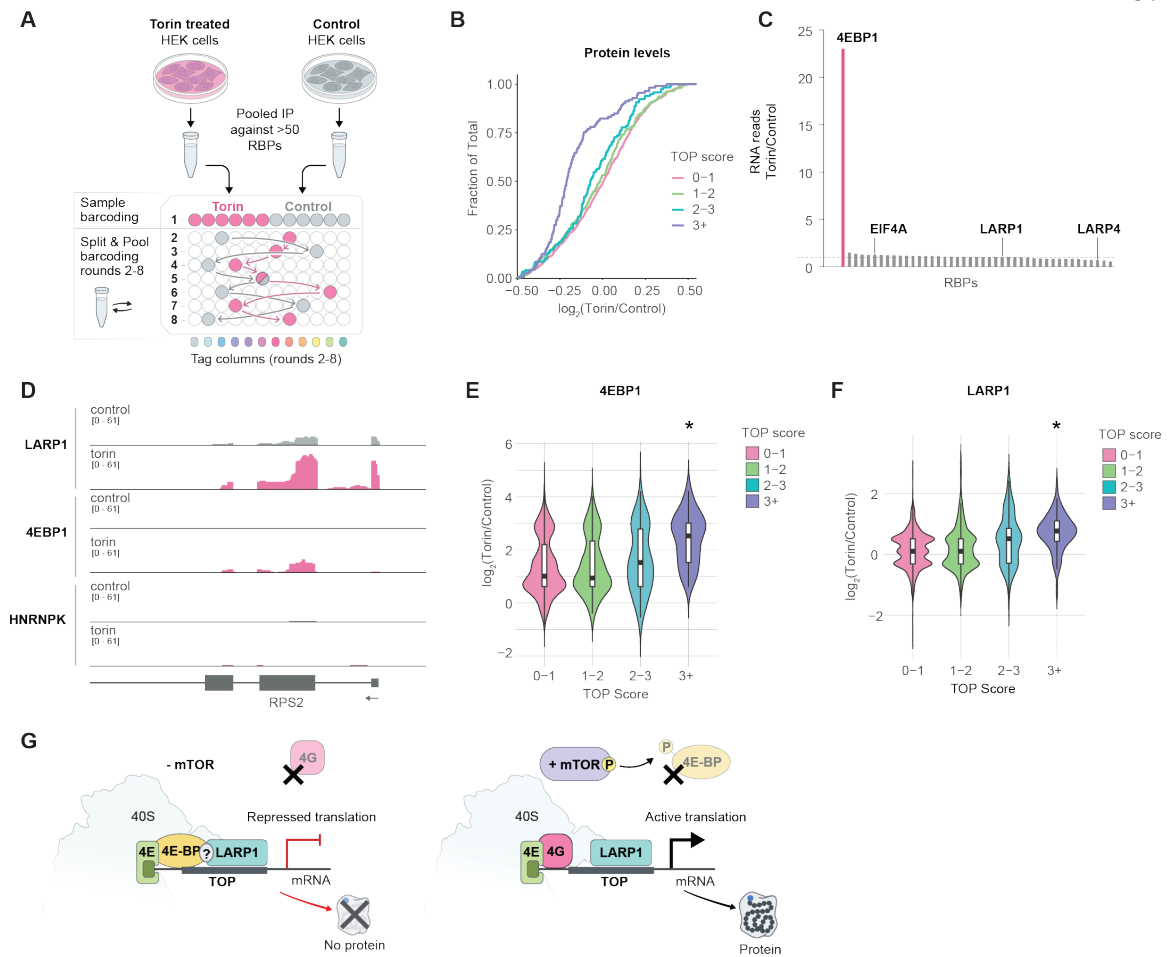 A
Torin treated
HEK cells
Control
HEK cells
Pooled IP
against >50
RBPs
Sample
barcoding
Torin
Control
1
Split & Pool
barcoding
rounds 2-8
2
3
4
5
6
7
8
Tag columns (rounds 2-8)
B
Protein levels
Fraction of Total
1.00
0.75
0.50
0.25
0.00
−0.50
−0.25
0.00
0.25
0.50
log2(Torin/Control)
TOP score
0−1
1−2
2−3
3+
C
RNA reads
Torin/Control
25
20
15
10
5
0
4EBP1
EIF4A
LARP1
LARP4
RBPs
D
LARP1
control
[0 - 61]
torin
[0 - 61]
4EBP1
control
[0 - 61]
torin
[0 - 61]
HNRNPK
control
[0 - 61]
torin
[0 - 61]
RPS2
E
4EBP1
*
log2(Torin/Control)
6
4
2
0
−2
0−1
1−2
2−3
3+
TOP Score
TOP score
0−1
1−2
2−3
3+
F
LARP1
*
log2(Torin/Control)
2
0
−2
0−1
1−2
2−3
3+
TOP Score
TOP score
0−1
1−2
2−3
3+
G
- mTOR
4G
40S
Repressed translation
4E
4E-BP
?
LARP1
TOP
mRNA
No protein
+ mTOR
P
P
4E-BP
40S
Active translation
4E
4G
LARP1
TOP
mRNA
Protein